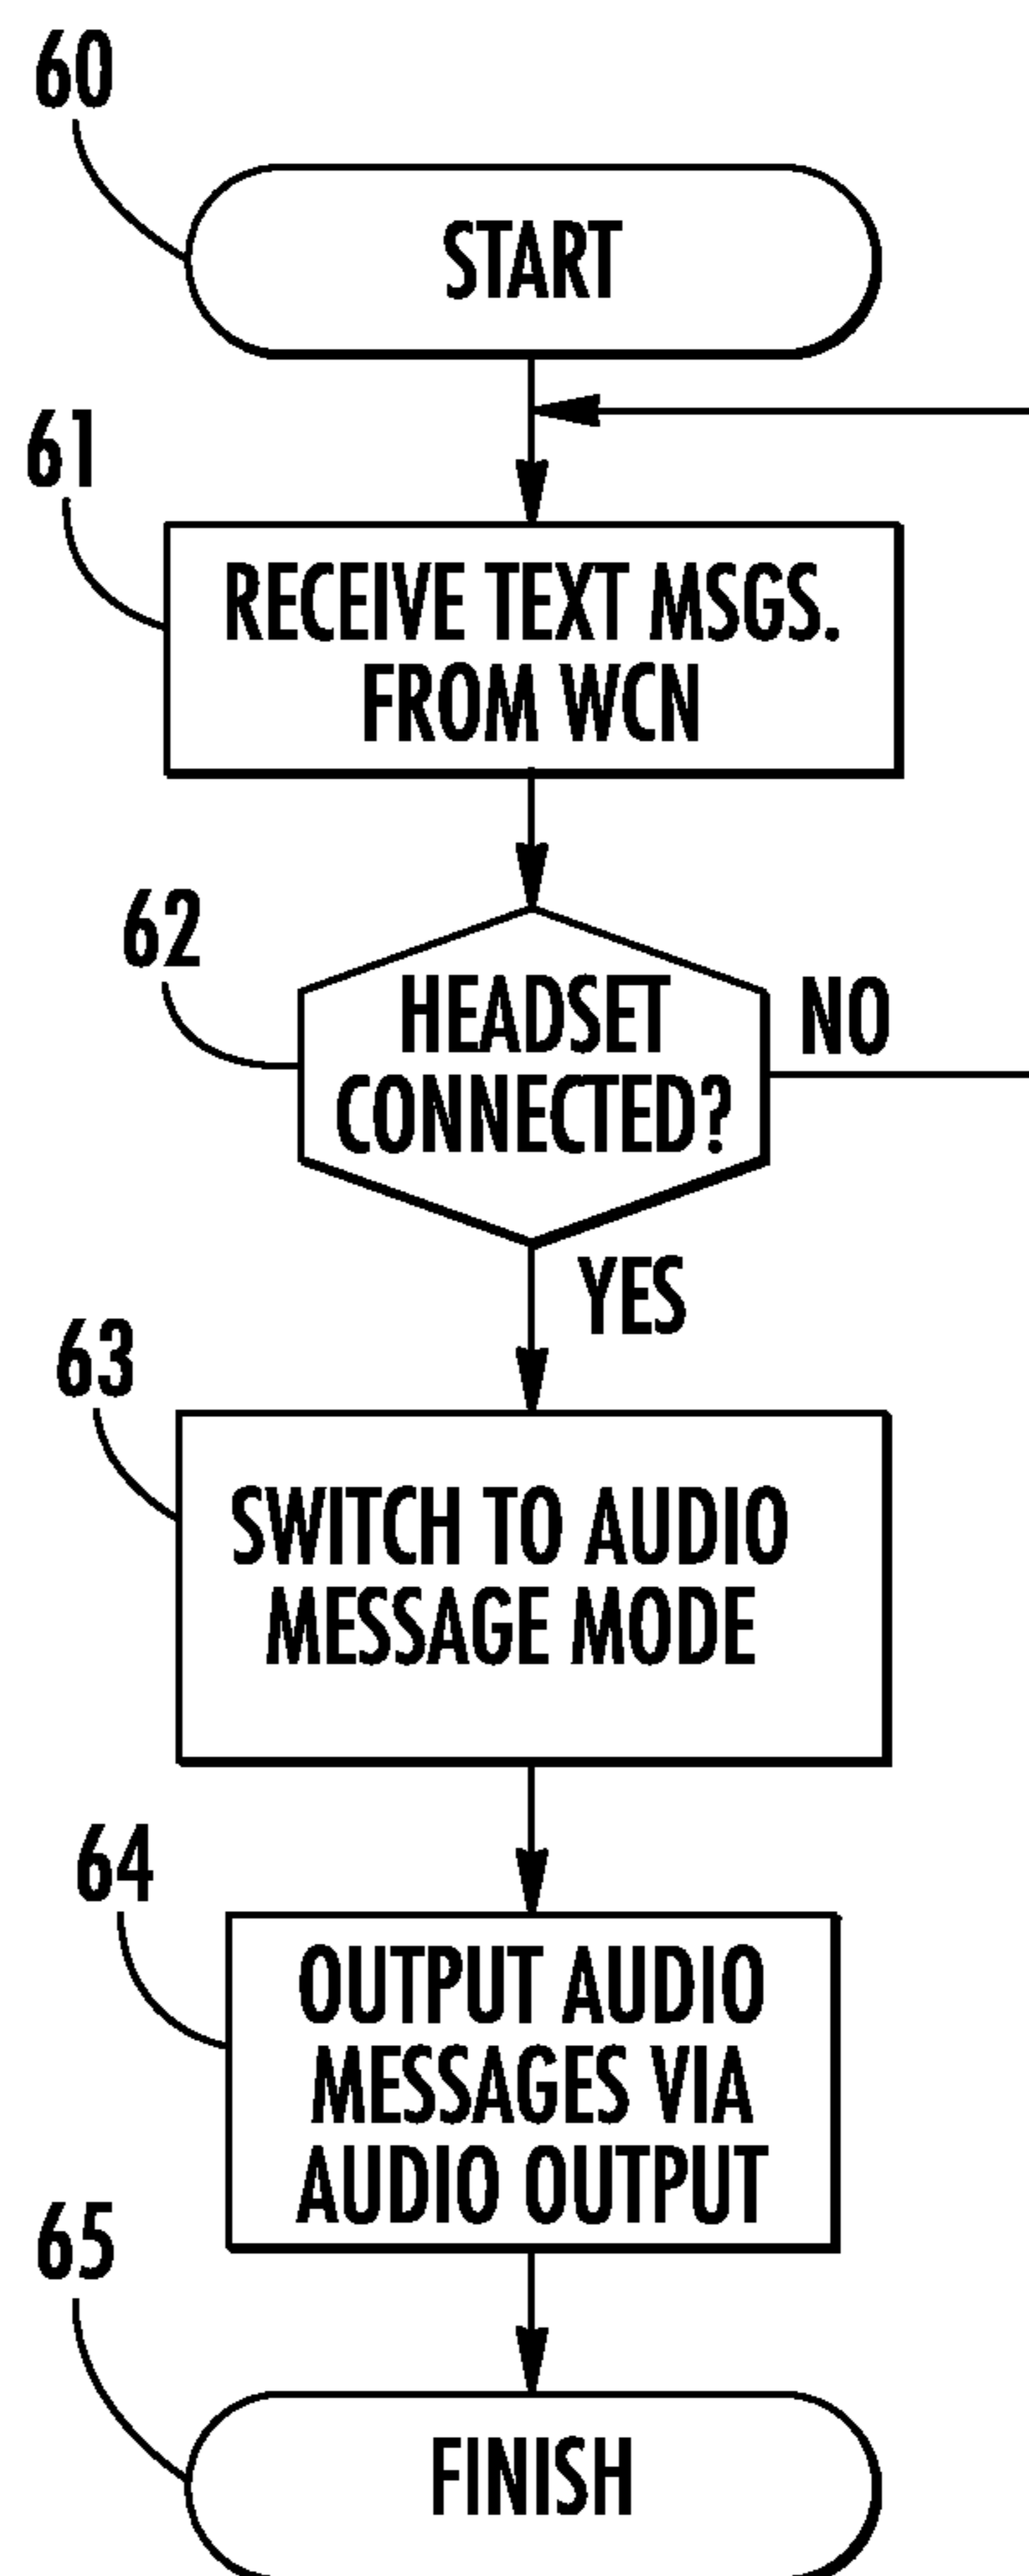 60
START
61
RECEIVE TEXT MSGS.
FROM WCN
62
HEADSET
CONNECTED?
NO
YES
63
SWITCH TO AUDIO
MESSAGE MODE
64
OUTPUT AUDIO
MESSAGES VIA
AUDIO OUTPUT
65
FINISH